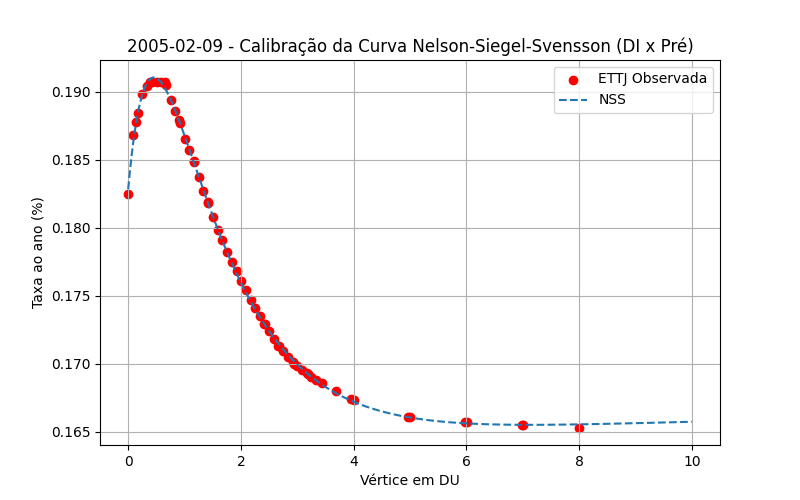 2005-02-09 - Calibração da Curva Nelson-Siegel-Svensson (DI x Pré)
ETTJ Observada
NSS
Taxa ao ano (%)
0.190
0.185
0.180
0.175
0.170
0.165
0
2
4
6
8
10
Vértice em DU